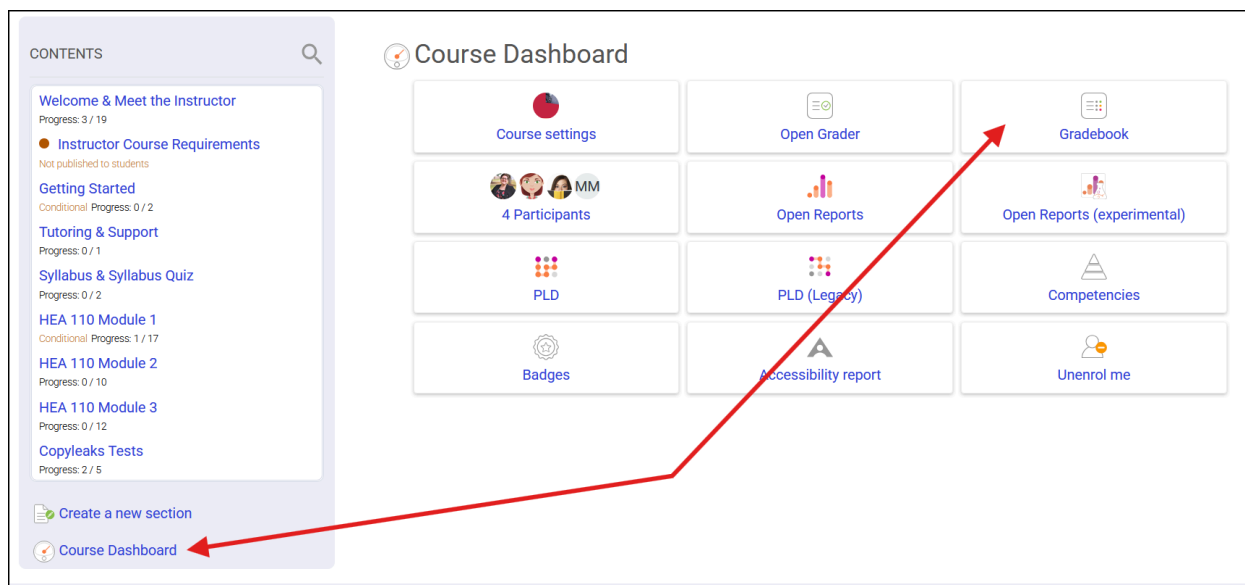 CONTENTS
Welcome & Meet the Instructor
Progress: 3 / 19
Instructor Course Requirements
Not published to students
Getting Started
Conditional Progress: 0 / 2
Tutoring & Support
Progress: 0 / 1
Syllabus & Syllabus Quiz
Progress: 0 / 2
HEA 110 Module 1
Conditional Progress: 1 / 17
HEA 110 Module 2
Progress: 0 / 10
HEA 110 Module 3
Progress: 0 / 12
Copyleaks Tests
Progress: 2 / 5
Create a new section
Course Dashboard
Course Dashboard
Course settings
Open Grader
Gradebook
MM
4 Participants
Open Reports
Open Reports (experimental)
PLD
PLD (Legacy)
Competencies
Badges
Accessibility report
Unenrol me